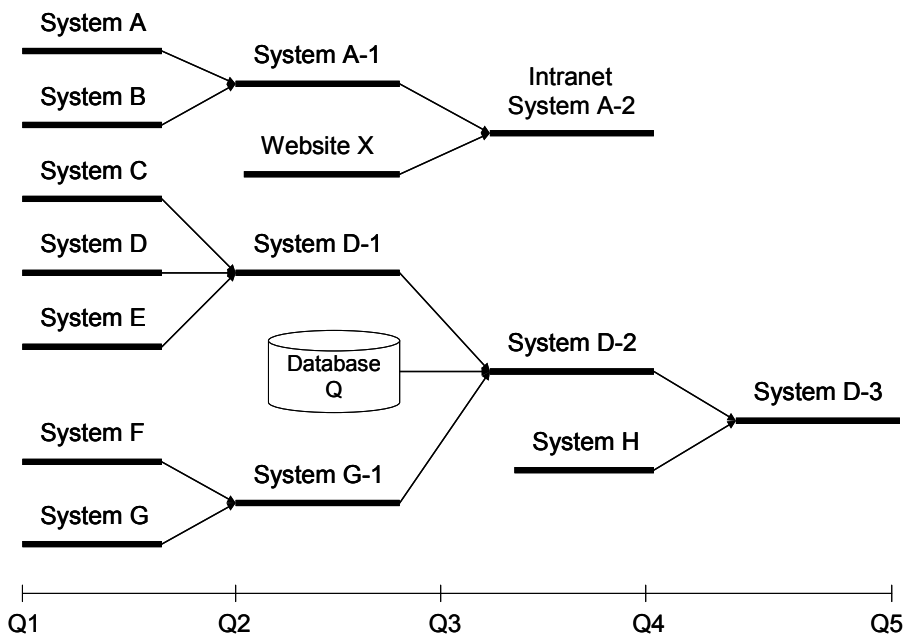 System A
System A-1
Intranet
System A-2
System B
Website X
System C
System D
System D-1
System E
Database
Q
System D-2
System D-3
System F
System H
System G-1
System G
Q1
Q2
Q3
Q4
Q5